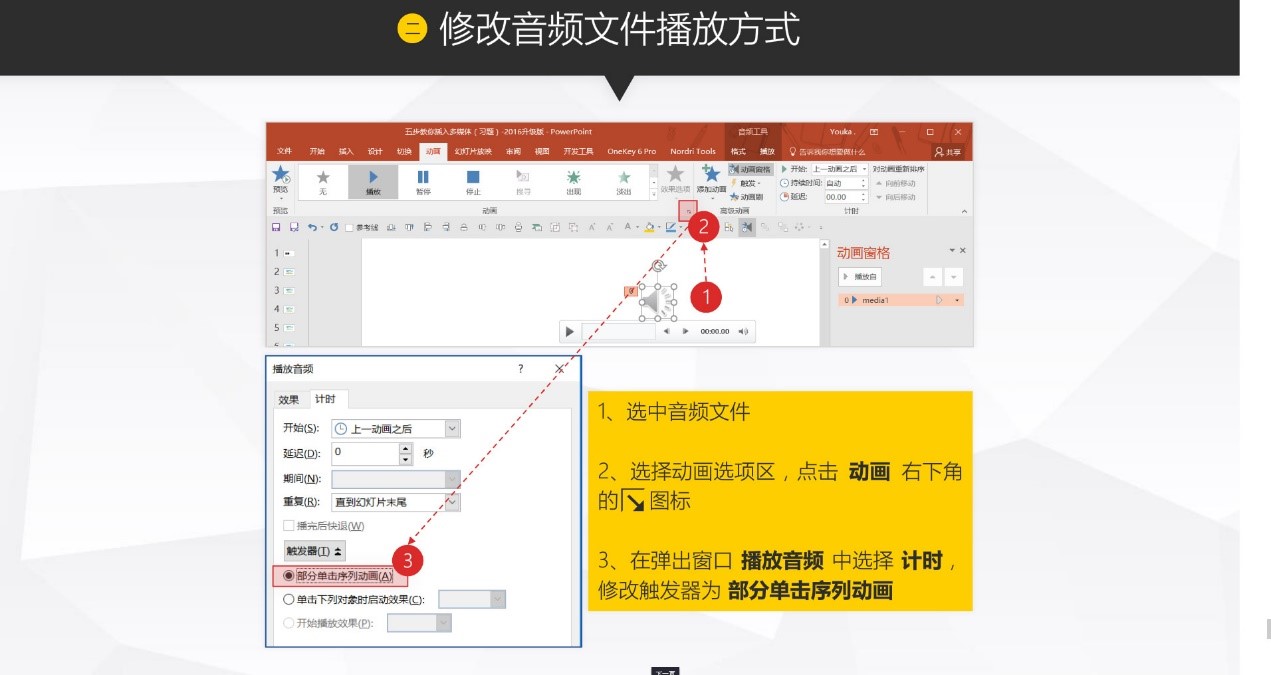 二 修改音频文件播放方式
五步教你插入多媒体（习题）-2016升级版 - PowerPoint
音频工具
Youka .
文件 开始 插入 设计 切换 动画 幻灯片放映 审阅 视图 开发工具 OneKey 6 Pro Nordri Tools 格式 播放 告诉我你想要做什么 共享
预览 无 播放 暂停 停止 搜寻 出现 淡出 效果选项 添加动画
动画窗格
触发
动画刷
开始: 上一动画之后
持续时间: 自动
延迟: 00.00
对动画重新排序
向前移动
向后移动
预览 动画 高级动画 计时
参考线
1
2
3
4
5
6
2
1
00:00.00
动画窗格
播放自
0 media1
播放音频 ?
效果 计时
开始(S): 上一动画之后
延迟(D): 0 秒
期间(N):
重复(R): 直到幻灯片末尾
播完后快退(W)
触发器(T)
3
部分单击序列动画(A)
单击下列对象时启动效果(C):
开始播放效果(P):
1、选中音频文件
2、选择动画选项区，点击 动画 右下角
的 图标
3、在弹出窗口 播放音频 中选择 计时，
修改触发器为 部分单击序列动画